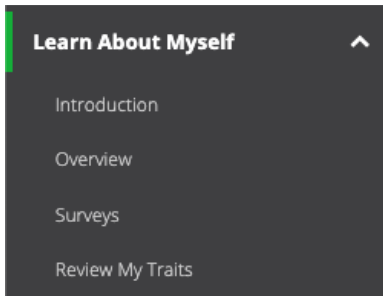 Learn About Myself
Introduction
Overview
Surveys
Review My Traits